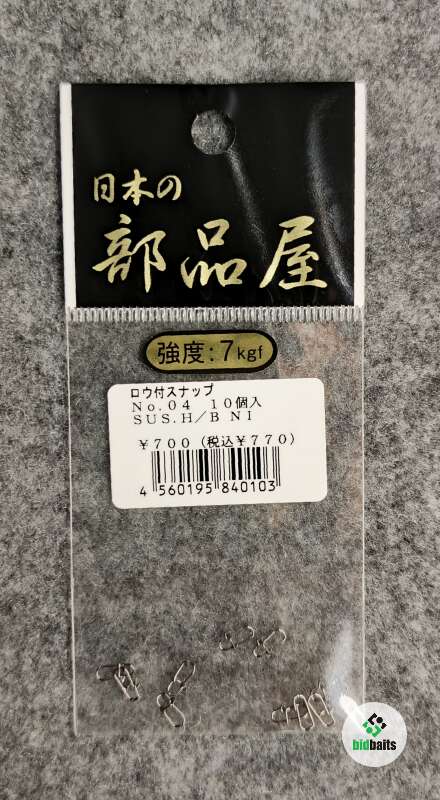 日本の
部品屋
強度:7kgf
ロウ付スナップ
No.04 10個入
SUS.H/B NI
¥700(税込¥770)
4 560195 840103
bidbaits